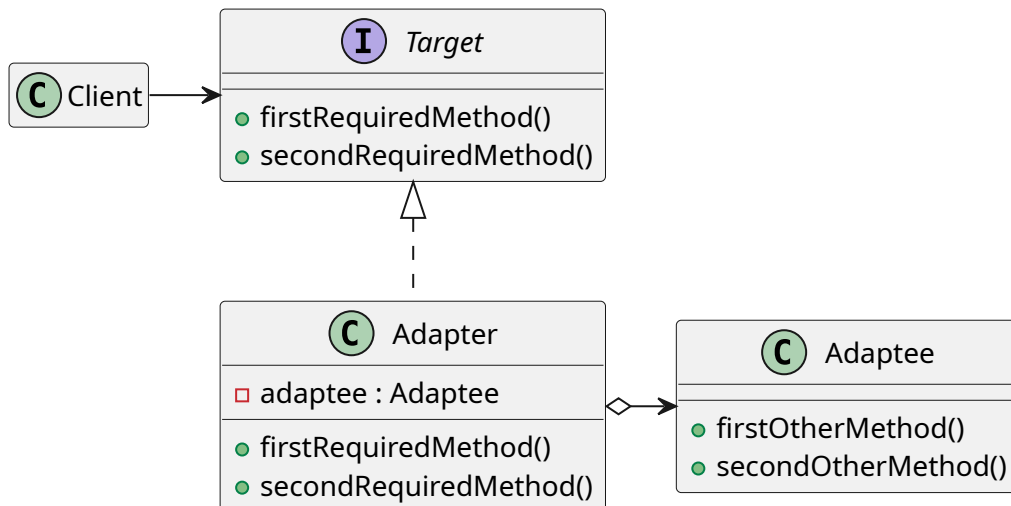 I Target
C Client
firstRequiredMethod()
secondRequiredMethod()
C Adapter
adaptee : Adaptee
firstRequiredMethod()
secondRequiredMethod()
C Adaptee
firstOtherMethod()
secondOtherMethod()